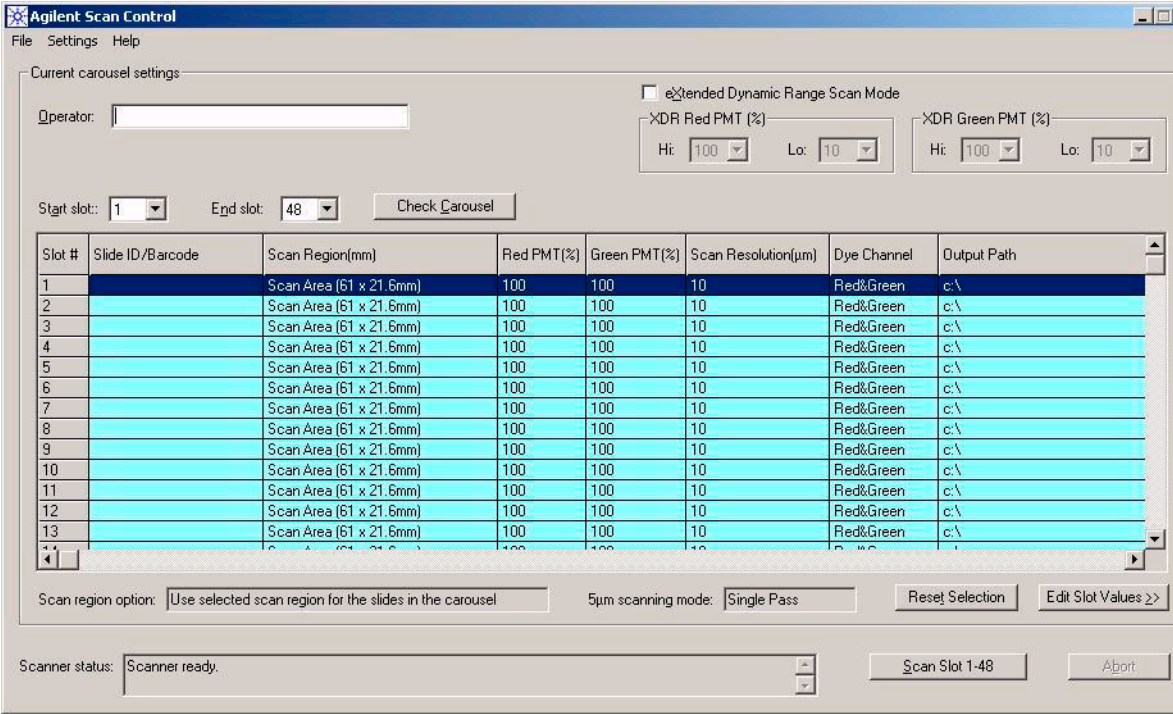 Agilent Scan Control
File Settings Help
Current carousel settings
Operator:
eXtended Dynamic Range Scan Mode
XDR Red PMT (%)
Hi: 100 Lo: 10
XDR Green PMT (%)
Hi: 100 Lo: 10
Start slot:: 1 End slot: 48 Check Carousel
Slot # Slide ID/Barcode Scan Region(mm) Red PMT(%) Green PMT(%) Scan Resolution(µm) Dye Channel Output Path
1 Scan Area (61 x 21.6mm) 100 100 10 Red&Green c:\
2 Scan Area (61 x 21.6mm) 100 100 10 Red&Green c:\
3 Scan Area (61 x 21.6mm) 100 100 10 Red&Green c:\
4 Scan Area (61 x 21.6mm) 100 100 10 Red&Green c:\
5 Scan Area (61 x 21.6mm) 100 100 10 Red&Green c:\
6 Scan Area (61 x 21.6mm) 100 100 10 Red&Green c:\
7 Scan Area (61 x 21.6mm) 100 100 10 Red&Green c:\
8 Scan Area (61 x 21.6mm) 100 100 10 Red&Green c:\
9 Scan Area (61 x 21.6mm) 100 100 10 Red&Green c:\
10 Scan Area (61 x 21.6mm) 100 100 10 Red&Green c:\
11 Scan Area (61 x 21.6mm) 100 100 10 Red&Green c:\
12 Scan Area (61 x 21.6mm) 100 100 10 Red&Green c:\
13 Scan Area (61 x 21.6mm) 100 100 10 Red&Green c:\
Scan region option: Use selected scan region for the slides in the carousel 5µm scanning mode: Single Pass Reset Selection Edit Slot Values >>
Scanner status: Scanner ready. Scan Slot 1-48 Abort